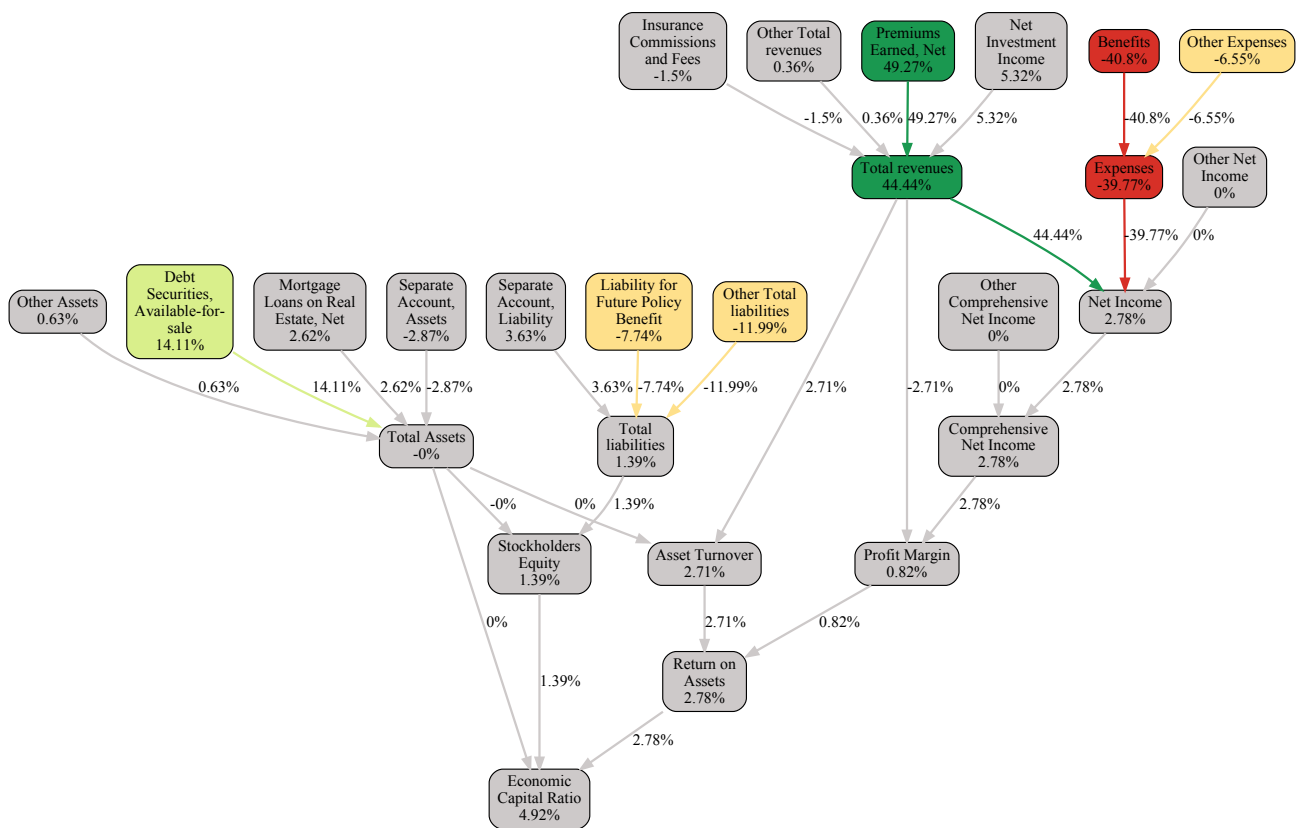 Insurance
Commissions
and Fees
-1.5%
Other Total
revenues
0.36%
Premiums
Earned, Net
49.27%
Net
Investment
Income
5.32%
Benefits
-40.8%
Other Expenses
-6.55%
-1.5%
0.36%
49.27%
5.32%
-40.8%
-6.55%
Total revenues
44.44%
Expenses
-39.77%
Other Net
Income
0%
44.44%
-39.77%
0%
Other Assets
0.63%
Debt
Securities,
Available-for-
sale
14.11%
Mortgage
Loans on Real
Estate, Net
2.62%
Separate
Account,
Assets
-2.87%
Separate
Account,
Liability
3.63%
Liability for
Future Policy
Benefit
-7.74%
Other Total
liabilities
-11.99%
Other
Comprehensive
Net Income
0%
Net Income
2.78%
0.63%
14.11%
2.62%
-2.87%
3.63%
-7.74%
-11.99%
2.71%
-2.71%
0%
2.78%
Total Assets
-0%
Total
liabilities
1.39%
Comprehensive
Net Income
2.78%
-0%
0%
1.39%
2.78%
Stockholders
Equity
1.39%
Asset Turnover
2.71%
Profit Margin
0.82%
0%
2.71%
0.82%
1.39%
Return on
Assets
2.78%
2.78%
Economic
Capital Ratio
4.92%